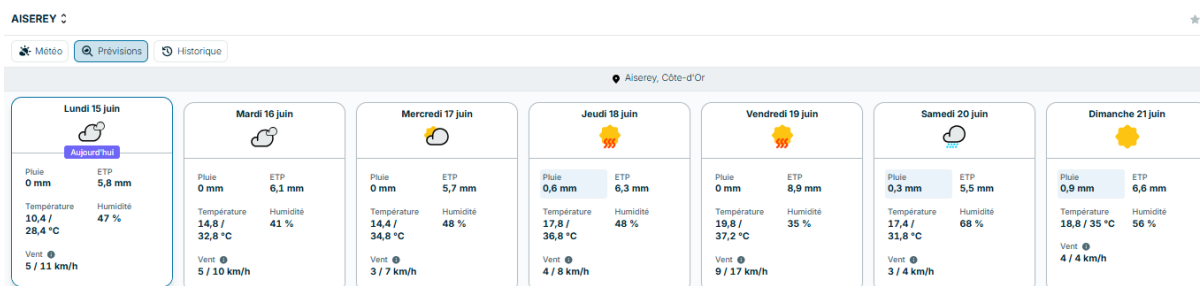 AISEREY
Météo Prévisions Historique
Aiserey, Côte-d'Or
Lundi 15 juin
Aujourd'hui
Pluie ETP
0 mm 5,8 mm
Température Humidité
10,4 / 47 %
28,4 °C
Vent
5 / 11 km/h
Mardi 16 juin
Pluie ETP
0 mm 6,1 mm
Température Humidité
14,8 / 41 %
32,8 °C
Vent
5 / 10 km/h
Mercredi 17 juin
Pluie ETP
0 mm 5,7 mm
Température Humidité
14,4 / 48 %
34,8 °C
Vent
3 / 7 km/h
Jeudi 18 juin
Pluie ETP
0,6 mm 6,3 mm
Température Humidité
17,8 / 48 %
36,8 °C
Vent
4 / 8 km/h
Vendredi 19 juin
Pluie ETP
0 mm 8,9 mm
Température Humidité
19,8 / 35 %
37,2 °C
Vent
9 / 17 km/h
Samedi 20 juin
Pluie ETP
0,3 mm 5,5 mm
Température Humidité
17,4 / 68 %
31,8 °C
Vent
3 / 4 km/h
Dimanche 21 juin
Pluie ETP
0,9 mm 6,6 mm
Température Humidité
18,8 / 35 °C 56 %
Vent
4 / 4 km/h